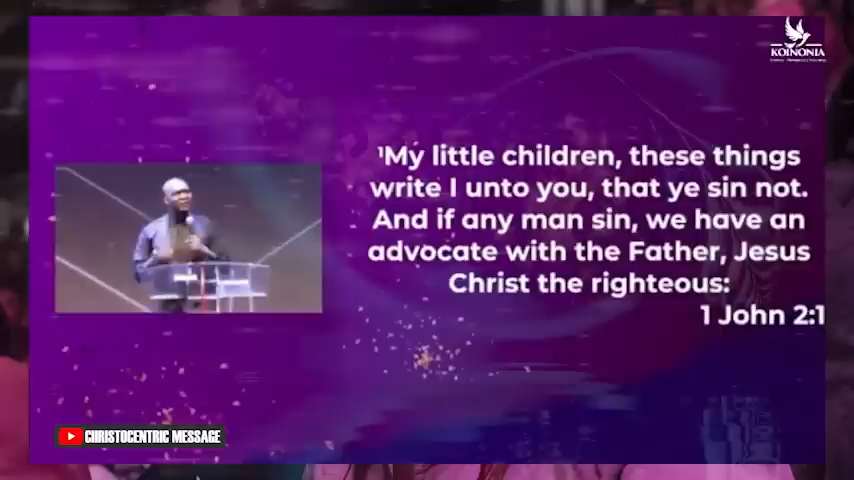 KOINONIA
¹My little children, these things
write I unto you, that ye sin not.
And if any man sin, we have an
advocate with the Father, Jesus
Christ the righteous:
1 John 2:1
CHRISTOCENTRIC MESSAGE